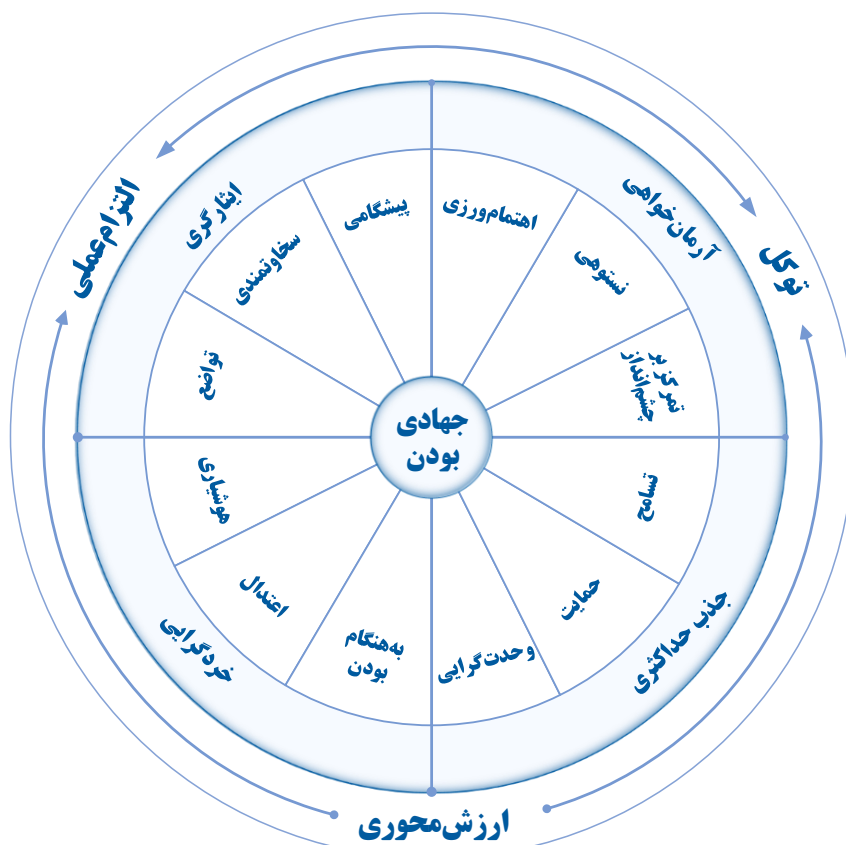 التزام‌عملی
توکل
ارزش‌محوری
ایثارگری
آرمان‌خواهی
جذب حداکثری
خردگرایی
پیشگامی
سخاوتمندی
تواضع
اهتمام‌ورزی
نستوهی
تمرکز بر
چشم‌انداز
تسامح
حمایت
وحدت‌گرایی
به‌هنگام
بودن
اعتدال
هوشیاری
جهادی
بودن